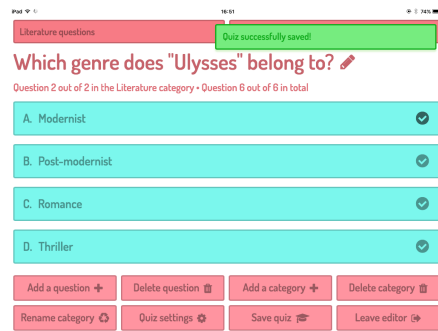 iPad
16:51
74%
Literature questions
Quiz successfully saved!
Which genre does "Ulysses" belong to?
Question 2 out of 2 in the Literature category • Question 6 out of 6 in total
A. Modernist
B. Post-modernist
C. Romance
D. Thriller
Add a question
Delete question
Add a category
Delete category
Rename category
Quiz settings
Save quiz
Leave editor